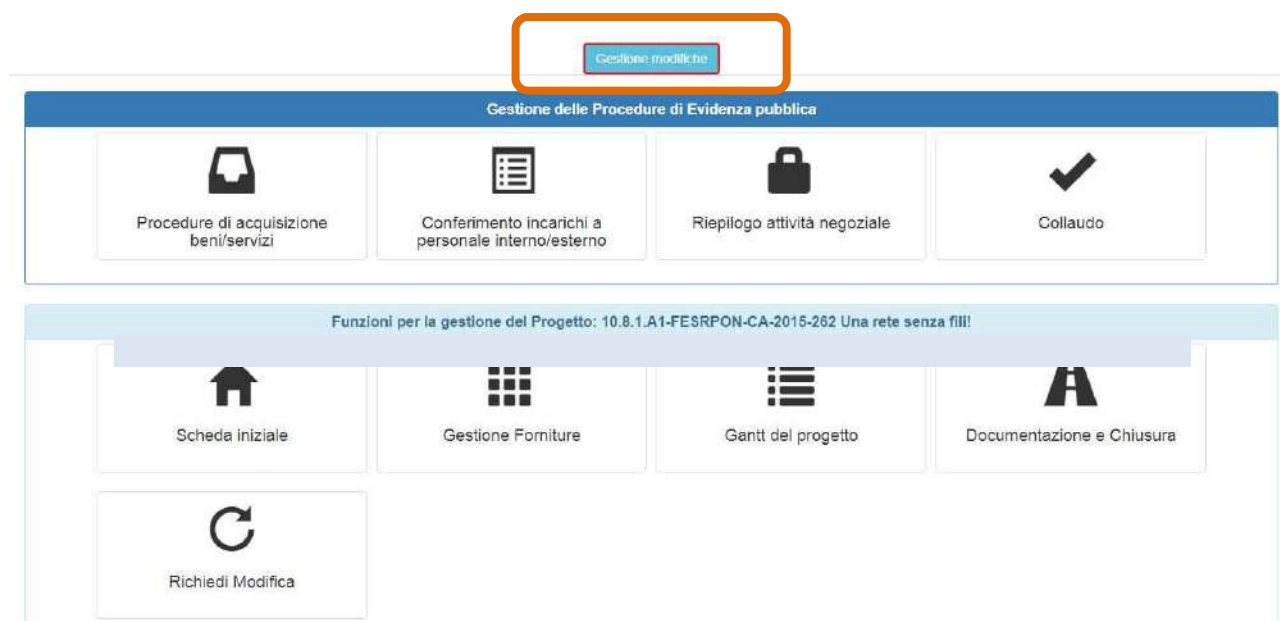 Gestione modifiche
Gestione delle Procedure di Evidenza pubblica
Procedure di acquisizione
beni/servizi
Conferimento incarichi a
personale interno/esterno
Riepilogo attività negoziale
Collaudo
Funzioni per la gestione del Progetto: 10.8.1.A1-FESRPON-CA-2015-262 Una rete senza fili!
Scheda iniziale
Gestione Forniture
Gantt del progetto
Documentazione e Chiusura
Richiedi Modifica